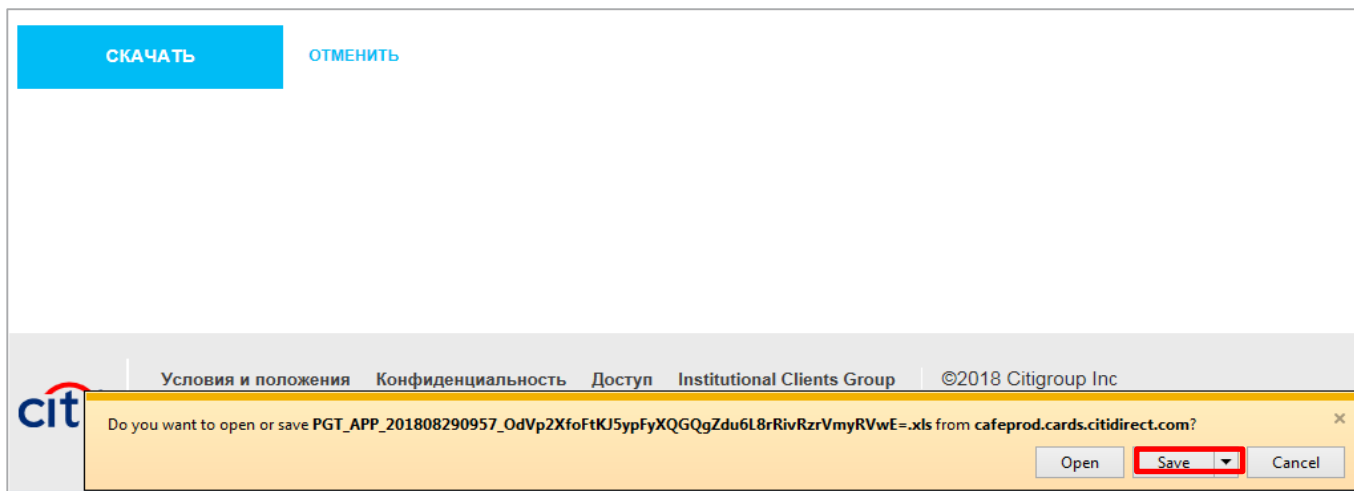 СКАЧАТЬ ОТМЕНИТЬ
Условия и положения Конфиденциальность Доступ Institutional Clients Group ©2018 Citigroup Inc
cit
Do you want to open or save PGT_APP_201808290957_OdVp2XfoFtKJ5ypFyXQGQgZdu6L8rRivRzrVmyRVwE=.xls from cafeprod.cards.citidirect.com?
Open Save Cancel